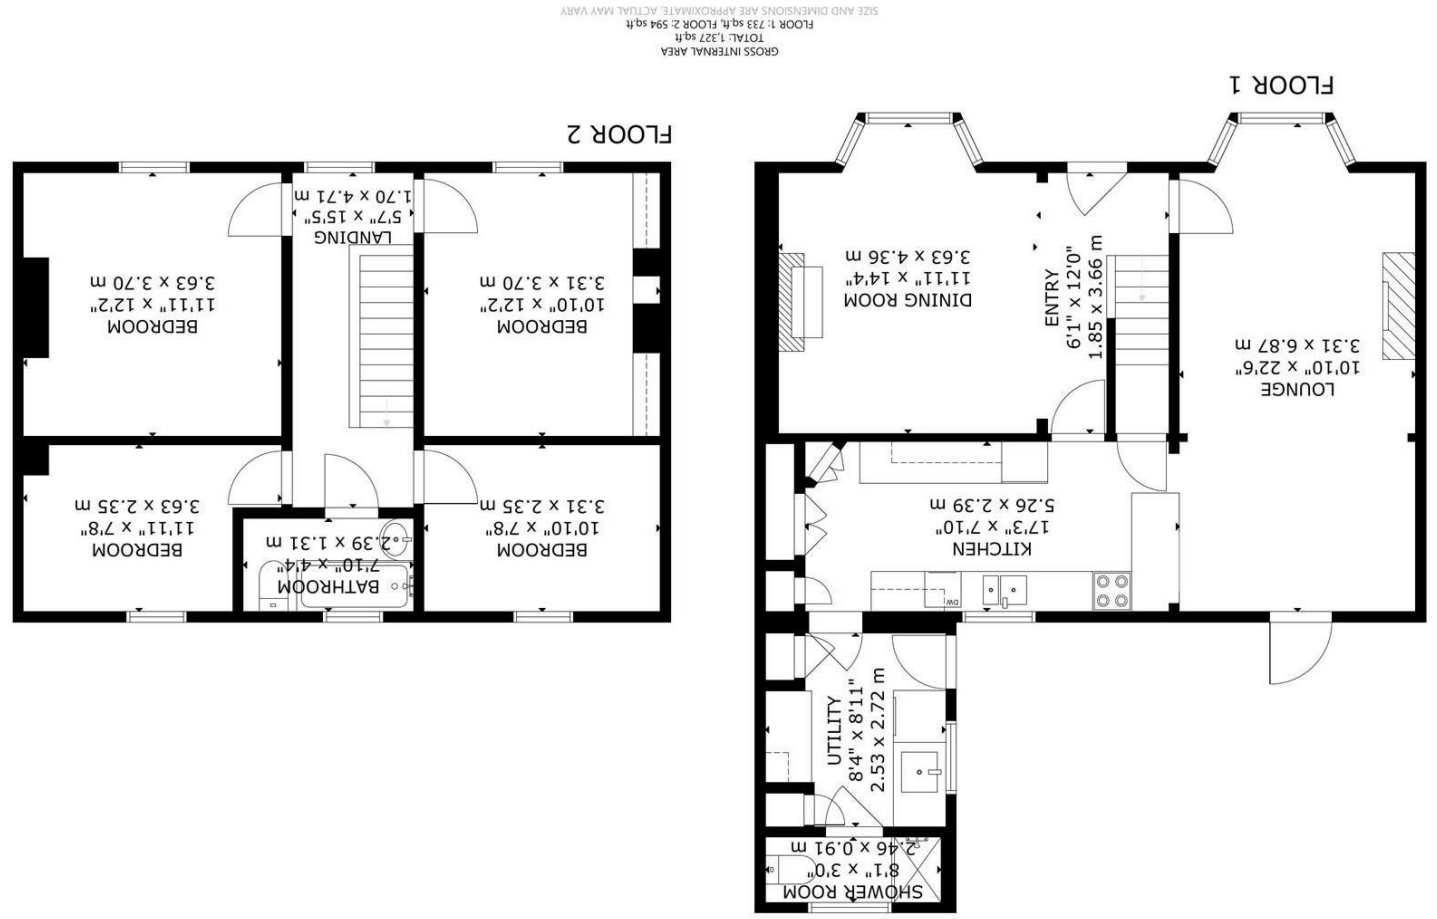 FLOOR 1
LOUNGE
10'10" x 22'6"
3.31 x 6.87 m
ENTRY
6'1" x 12'0"
1.85 x 3.66 m
DINING ROOM
11'11" x 14'4"
3.63 x 4.36 m
KITCHEN
17'3" x 7'10"
5.26 x 2.39 m
DW
UTILITY
8'4" x 8'11"
2.53 x 2.72 m
SHOWER ROOM
8'1" x 3'0"
2.46 x 0.91 m
FLOOR 2
BEDROOM
10'10" x 7'8"
3.31 x 2.35 m
BATHROOM
7'10" x 4'4"
2.39 x 1.31 m
BEDROOM
11'11" x 7'8"
3.63 x 2.35 m
BEDROOM
10'10" x 12'2"
3.31 x 3.70 m
BEDROOM
11'11" x 12'2"
3.63 x 3.70 m
LANDING
5'7" x 15'5"
1.70 x 4.71 m
GROSS INTERNAL AREA
TOTAL: 1,327 sq.ft
FLOOR 1: 733 sq.ft, FLOOR 2: 594 sq.ft
SIZE AND DIMENSIONS ARE APPROXIMATE, ACTUAL MAY VARY